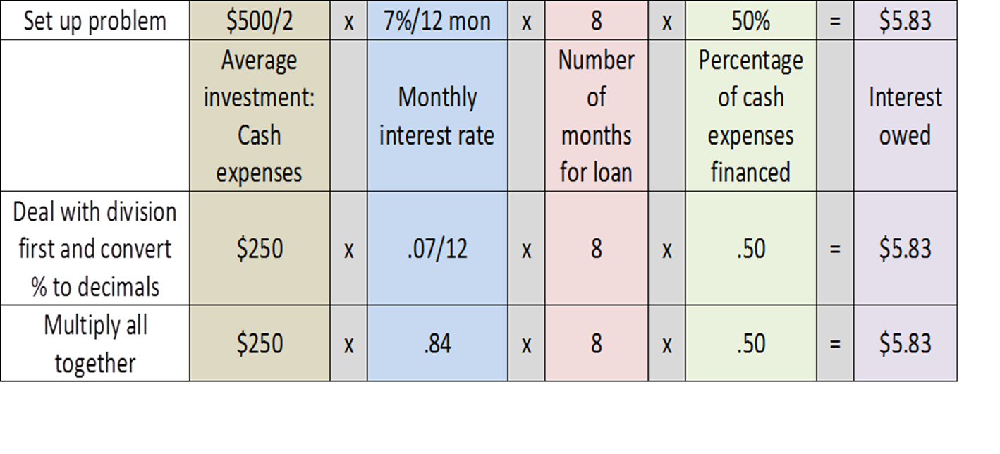 Set up problem $500/2 x 7%/12 mon x 8 x 50% = $5.83
Average
investment:
Cash
expenses
Monthly
interest rate
Number
of
months
for loan
Percentage
of cash
expenses
financed
Interest
owed
Deal with division
first and convert
% to decimals
$250 x .07/12 x 8 x .50 = $5.83
Multiply all
together
$250 x .84 x 8 x .50 = $5.83